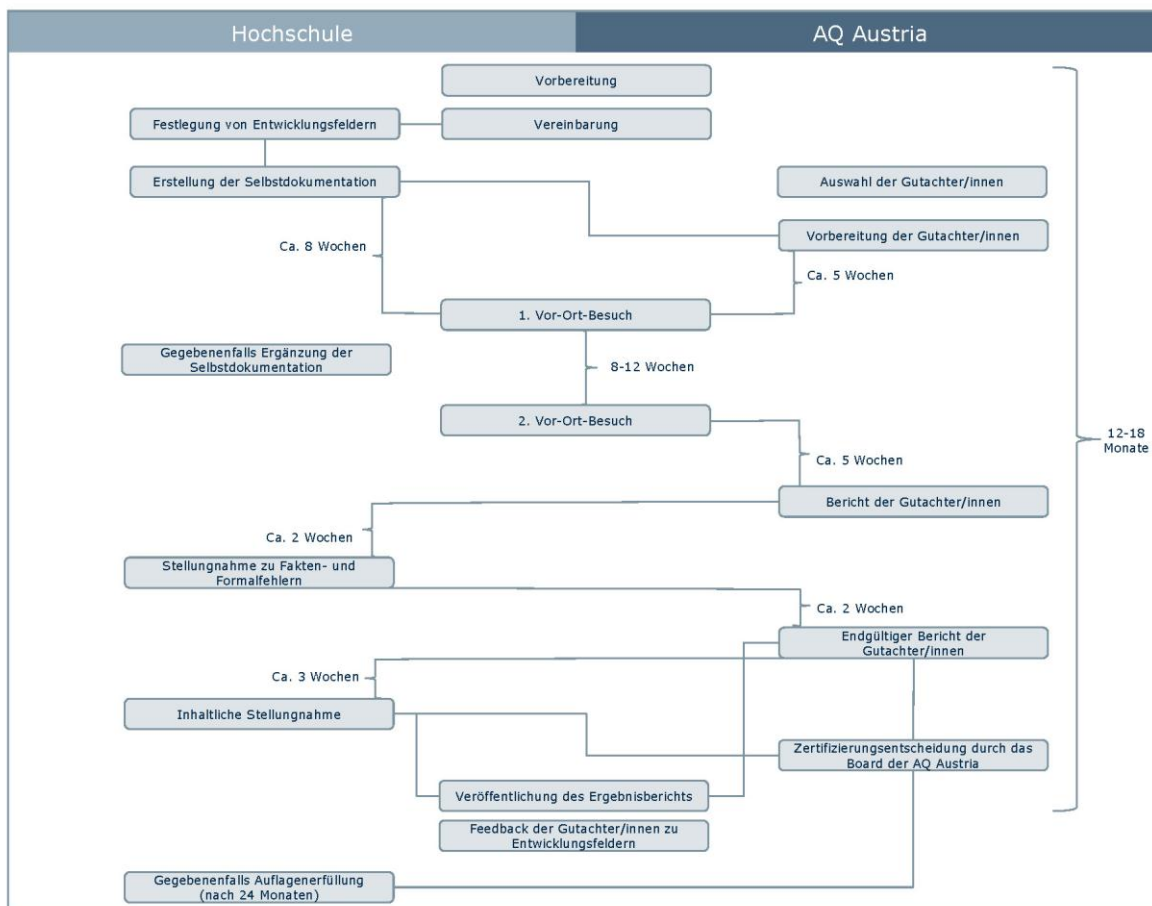 Hochschule
AQ Austria
Vorbereitung
Festlegung von Entwicklungsfeldern
Vereinbarung
Erstellung der Selbstdokumentation
Auswahl der Gutachter/innen
Vorbereitung der Gutachter/innen
Ca. 8 Wochen
Ca. 5 Wochen
1. Vor-Ort-Besuch
Gegebenenfalls Ergänzung der
Selbstdokumentation
8-12 Wochen
2. Vor-Ort-Besuch
12-18
Monate
Ca. 5 Wochen
Bericht der Gutachter/innen
Ca. 2 Wochen
Stellungnahme zu Fakten- und
Formalfehlern
Ca. 2 Wochen
Endgültiger Bericht der
Gutachter/innen
Ca. 3 Wochen
Inhaltliche Stellungnahme
Zertifizierungsentscheidung durch das
Board der AQ Austria
Veröffentlichung des Ergebnisberichts
Feedback der Gutachter/innen zu
Entwicklungsfeldern
Gegebenenfalls Auflagenerfüllung
(nach 24 Monaten)